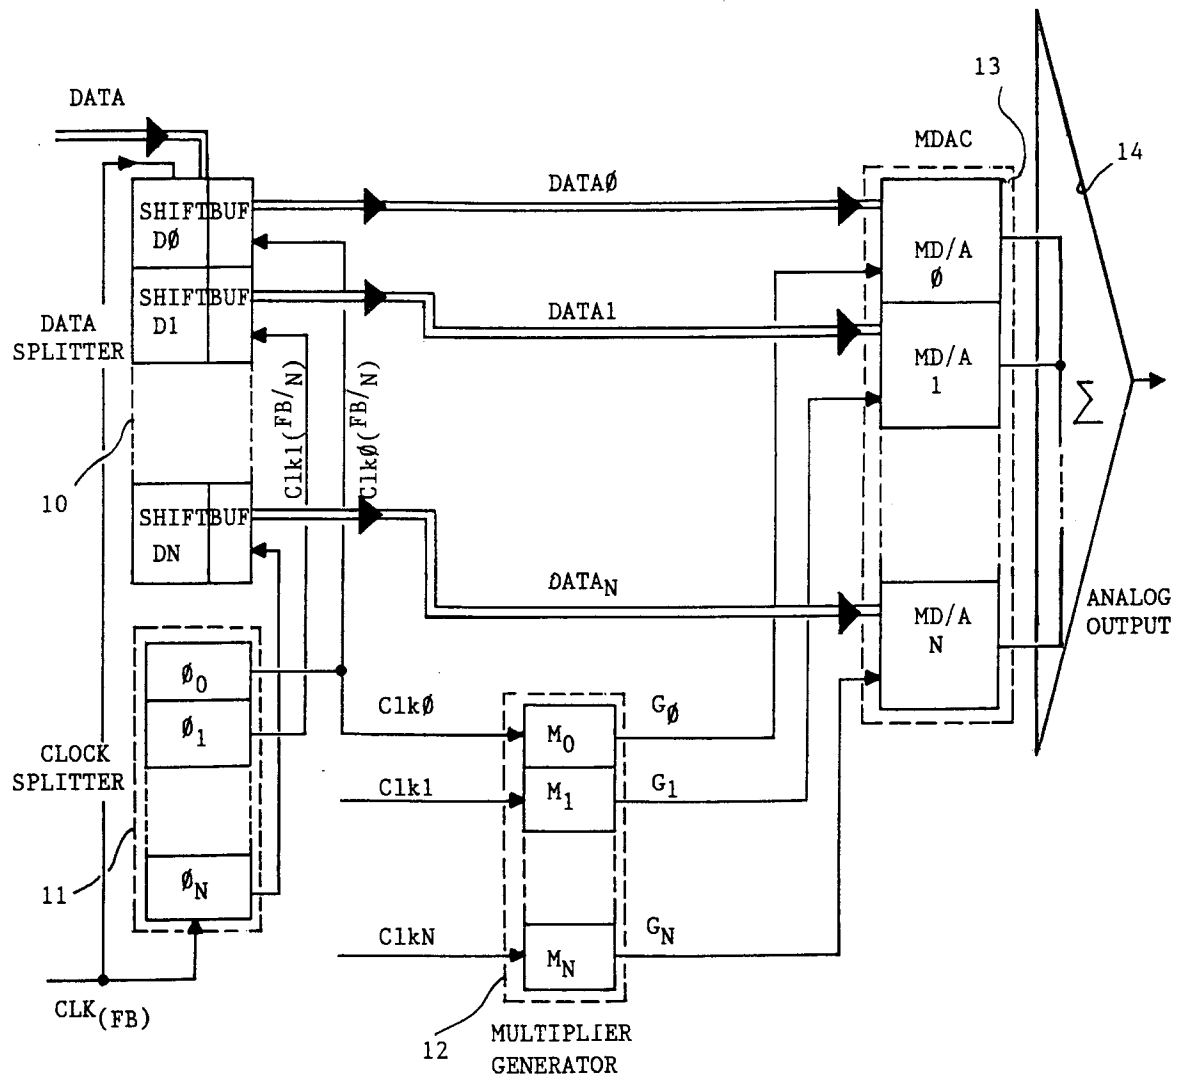 DATA
13
MDAC
14
DATAØ
SHIFT BUF
DØ
MD/A
Ø
SHIFT BUF
D1
DATA1
DATA
SPLITTER
MD/A
1
Clk1(FB/N)
ClkØ(FB/N)
Σ
10
SHIFT BUF
DN
DATAN
MD/A
N
ANALOG
OUTPUT
Ø0
ClkØ
GØ
Ø1
M0
CLOCK
SPLITTER
Clk1
M1
G1
11
ØN
ClkN
GN
MN
CLK(FB)
12
MULTIPLIER
GENERATOR